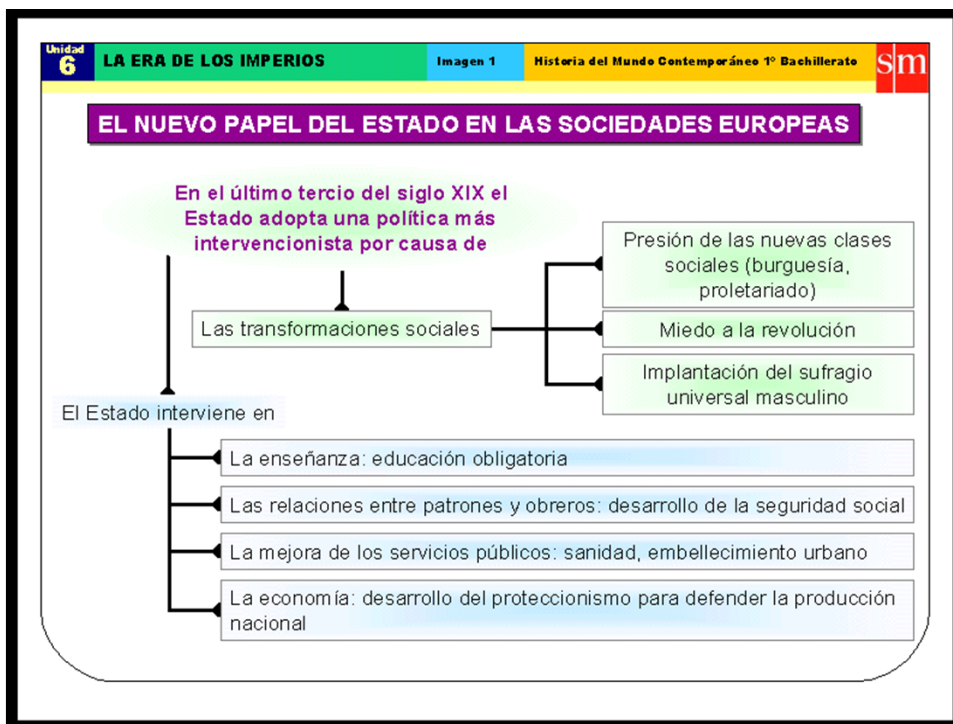 Unidad
6
LA ERA DE LOS IMPERIOS
Imagen 1
Historia del Mundo Contemporáneo 1º Bachillerato
sm
EL NUEVO PAPEL DEL ESTADO EN LAS SOCIEDADES EUROPEAS
En el último tercio del siglo XIX el
Estado adopta una política más
intervencionista por causa de
Presión de las nuevas clases
sociales (burguesía,
proletariado)
Las transformaciones sociales
Miedo a la revolución
Implantación del sufragio
universal masculino
El Estado interviene en
La enseñanza: educación obligatoria
Las relaciones entre patrones y obreros: desarrollo de la seguridad social
La mejora de los servicios públicos: sanidad, embellecimiento urbano
La economía: desarrollo del proteccionismo para defender la producción
nacional